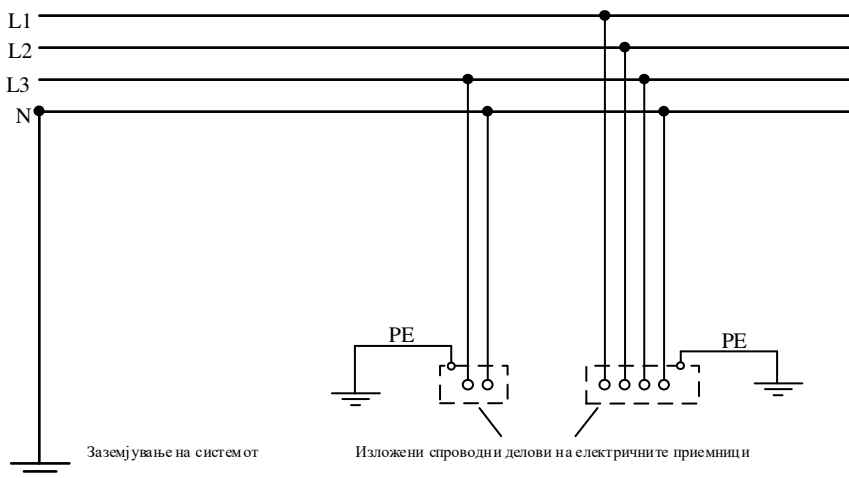 L1
L2
L3
N
PE
PE
Заземјување на системот
Изложени спроводни делови на електричните приемници